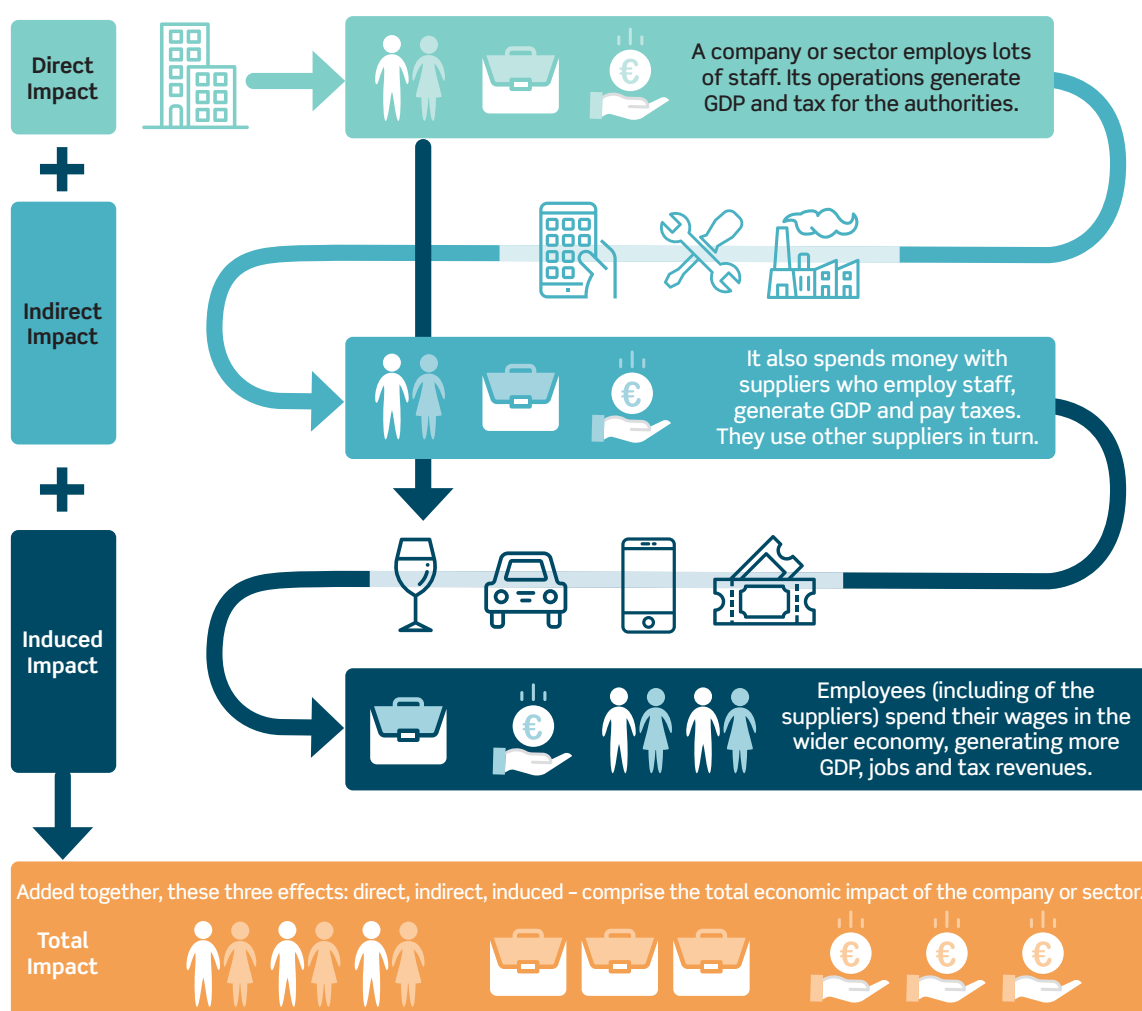 Direct
Impact
A company or sector employs lots
of staff. Its operations generate
GDP and tax for the authorities.
€
+
Indirect
Impact
It also spends money with
suppliers who employ staff,
generate GDP and pay taxes.
They use other suppliers in turn.
€
+
Induced
Impact
Employees (including of the
suppliers) spend their wages in the
wider economy, generating more
GDP, jobs and tax revenues.
€
Added together, these three effects: direct, indirect, induced – comprise the total economic impact of the company or sector.
Total
Impact
€ € €